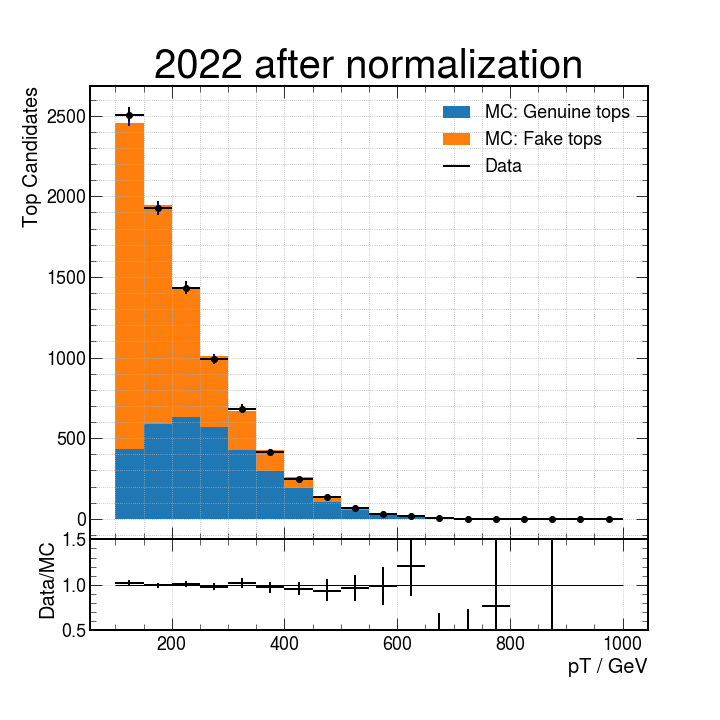 2022 after normalization
Top Candidates
2500
2000
1500
1000
500
0
MC: Genuine tops
MC: Fake tops
Data
Data/MC
1.5
1.0
0.5
200
400
600
800
1000
pT / GeV